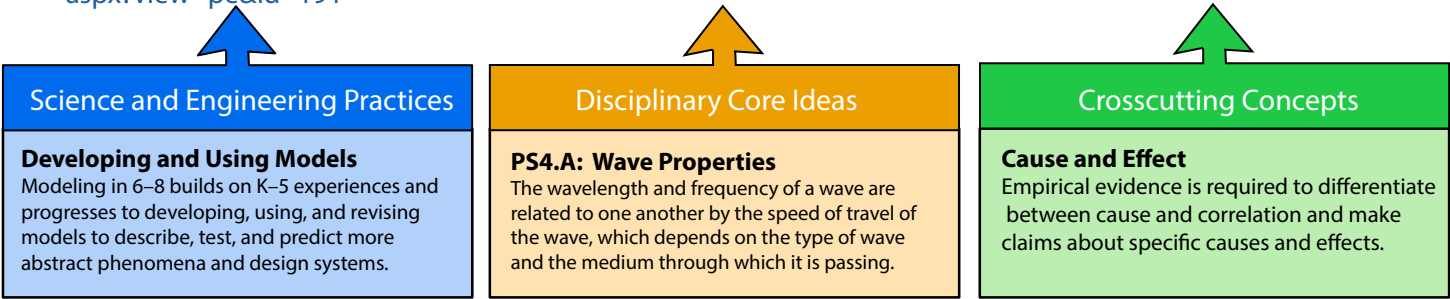 Science and Engineering Practices
Developing and Using Models
Modeling in 6–8 builds on K–5 experiences and
progresses to developing, using, and revising
models to describe, test, and predict more
abstract phenomena and design systems.
Disciplinary Core Ideas
PS4.A: Wave Properties
The wavelength and frequency of a wave are
related to one another by the speed of travel of
the wave, which depends on the type of wave
and the medium through which it is passing.
Crosscutting Concepts
Cause and Effect
Empirical evidence is required to differentiate
between cause and correlation and make
claims about specific causes and effects.